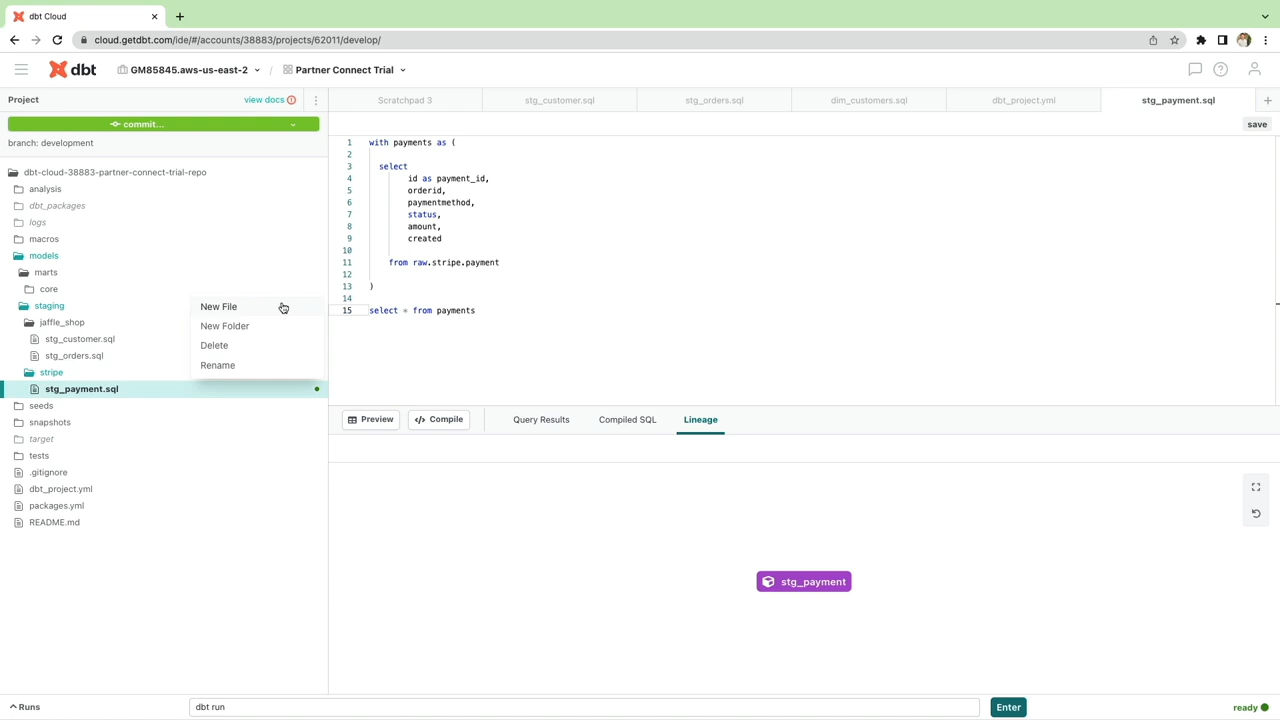 dbt Cloud
cloud.getdbt.com/ide/#/accounts/38883/projects/62011/develop/
dbt GM85845.aws-us-east-2 / Partner Connect Trial
Project view docs
Scratchpad 3 stg_customer.sql stg_orders.sql dim_customers.sql dbt_project.yml stg_payment.sql
commit...
save
branch: development
dbt-cloud-38883-partner-connect-trial-repo
analysis
dbt_packages
logs
macros
models
marts
core
staging
jaffle_shop
stg_customer.sql
stg_orders.sql
stripe
stg_payment.sql
seeds
snapshots
target
tests
.gitignore
dbt_project.yml
packages.yml
README.md
New File
New Folder
Delete
Rename
1 with payments as (
2
3 select
4 id as payment_id,
5 orderid,
6 paymentmethod,
7 status,
8 amount,
9 created
10
11 from raw.stripe.payment
12
13 )
14
15 select * from payments
Preview Compile Query Results Compiled SQL Lineage
stg_payment
Runs dbt run Enter ready